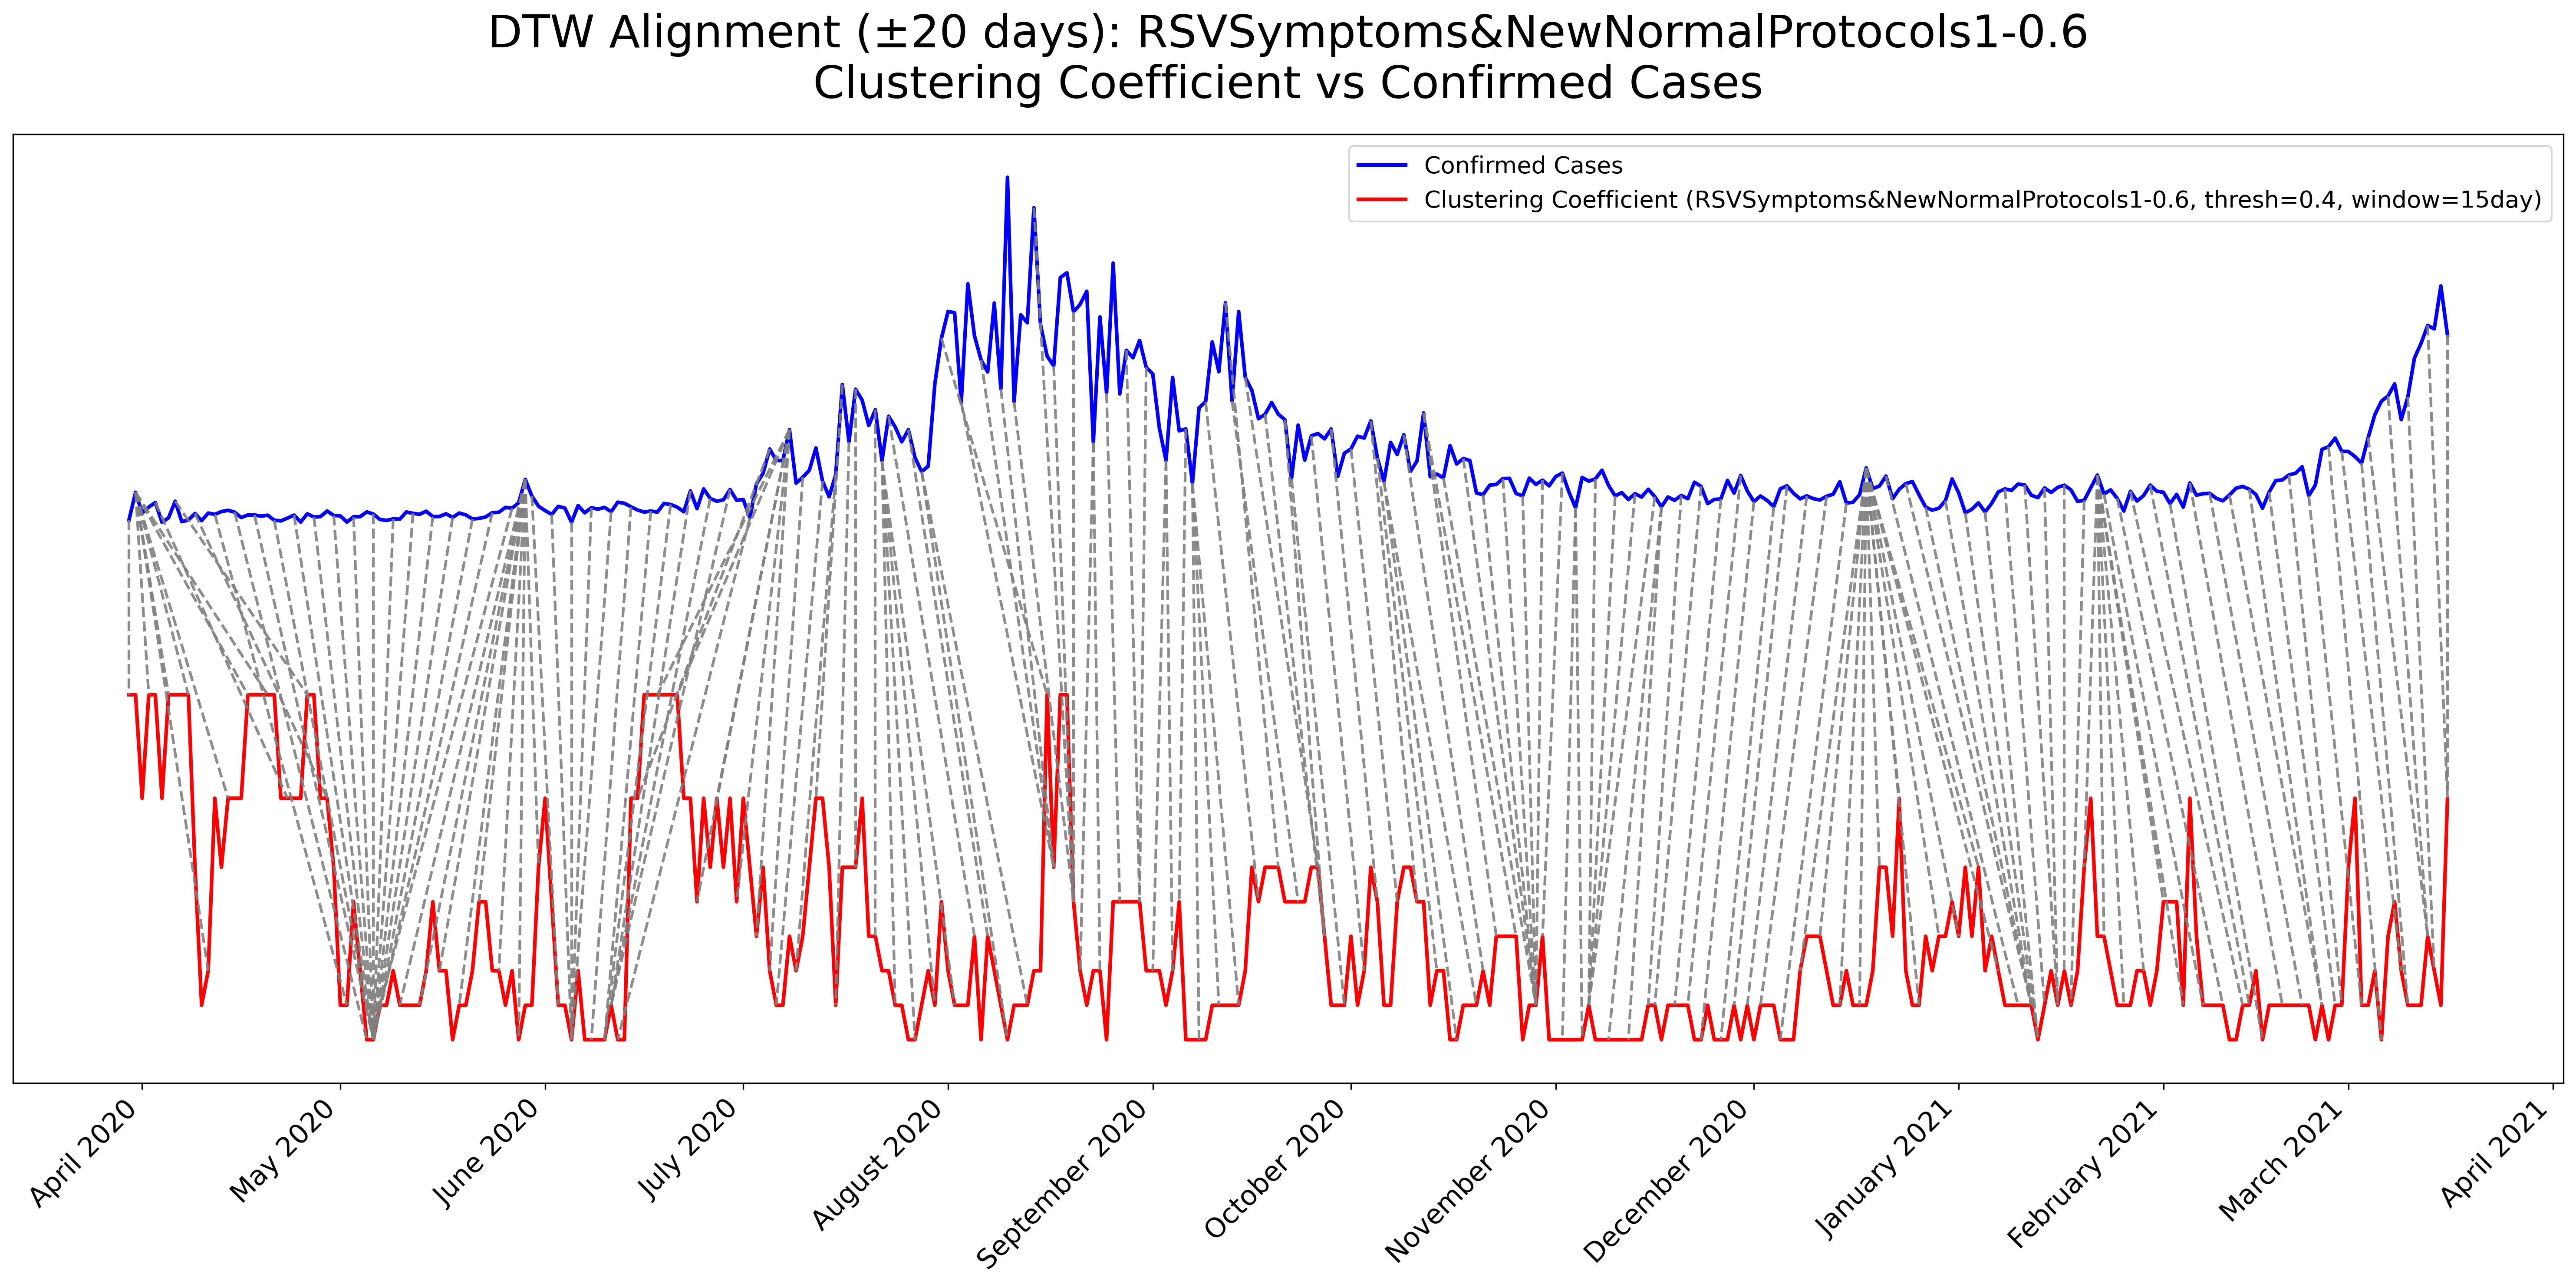 DTW Alignment (±20 days): RSVSymptoms&NewNormalProtocols1-0.6
Clustering Coefficient vs Confirmed Cases
Confirmed Cases
Clustering Coefficient (RSVSymptoms&NewNormalProtocols1-0.6, thresh=0.4, window=15day)
April 2020
May 2020
June 2020
July 2020
August 2020
September 2020
October 2020
November 2020
December 2020
January 2021
February 2021
March 2021
April 2021